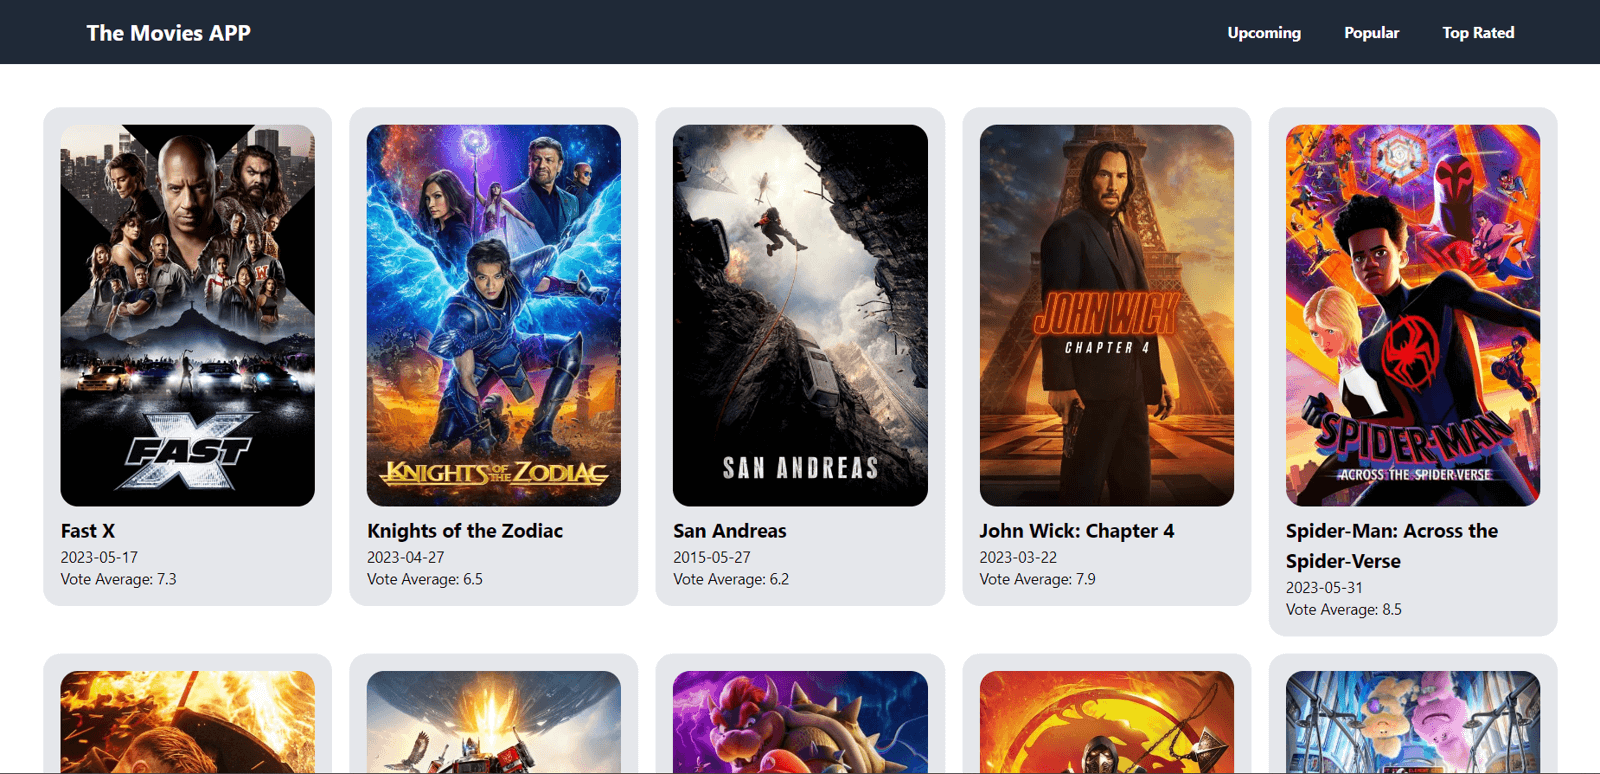 The Movies APP
Upcoming
Popular
Top Rated
FAST X
KNIGHTS OF THE ZODIAC
SAN ANDREAS
JOHN WICK
CHAPTER 4
SPIDER-MAN
ACROSS THE SPIDER-VERSE
Fast X
2023-05-17
Vote Average: 7.3
Knights of the Zodiac
2023-04-27
Vote Average: 6.5
San Andreas
2015-05-27
Vote Average: 6.2
John Wick: Chapter 4
2023-03-22
Vote Average: 7.9
Spider-Man: Across the
Spider-Verse
2023-05-31
Vote Average: 8.5